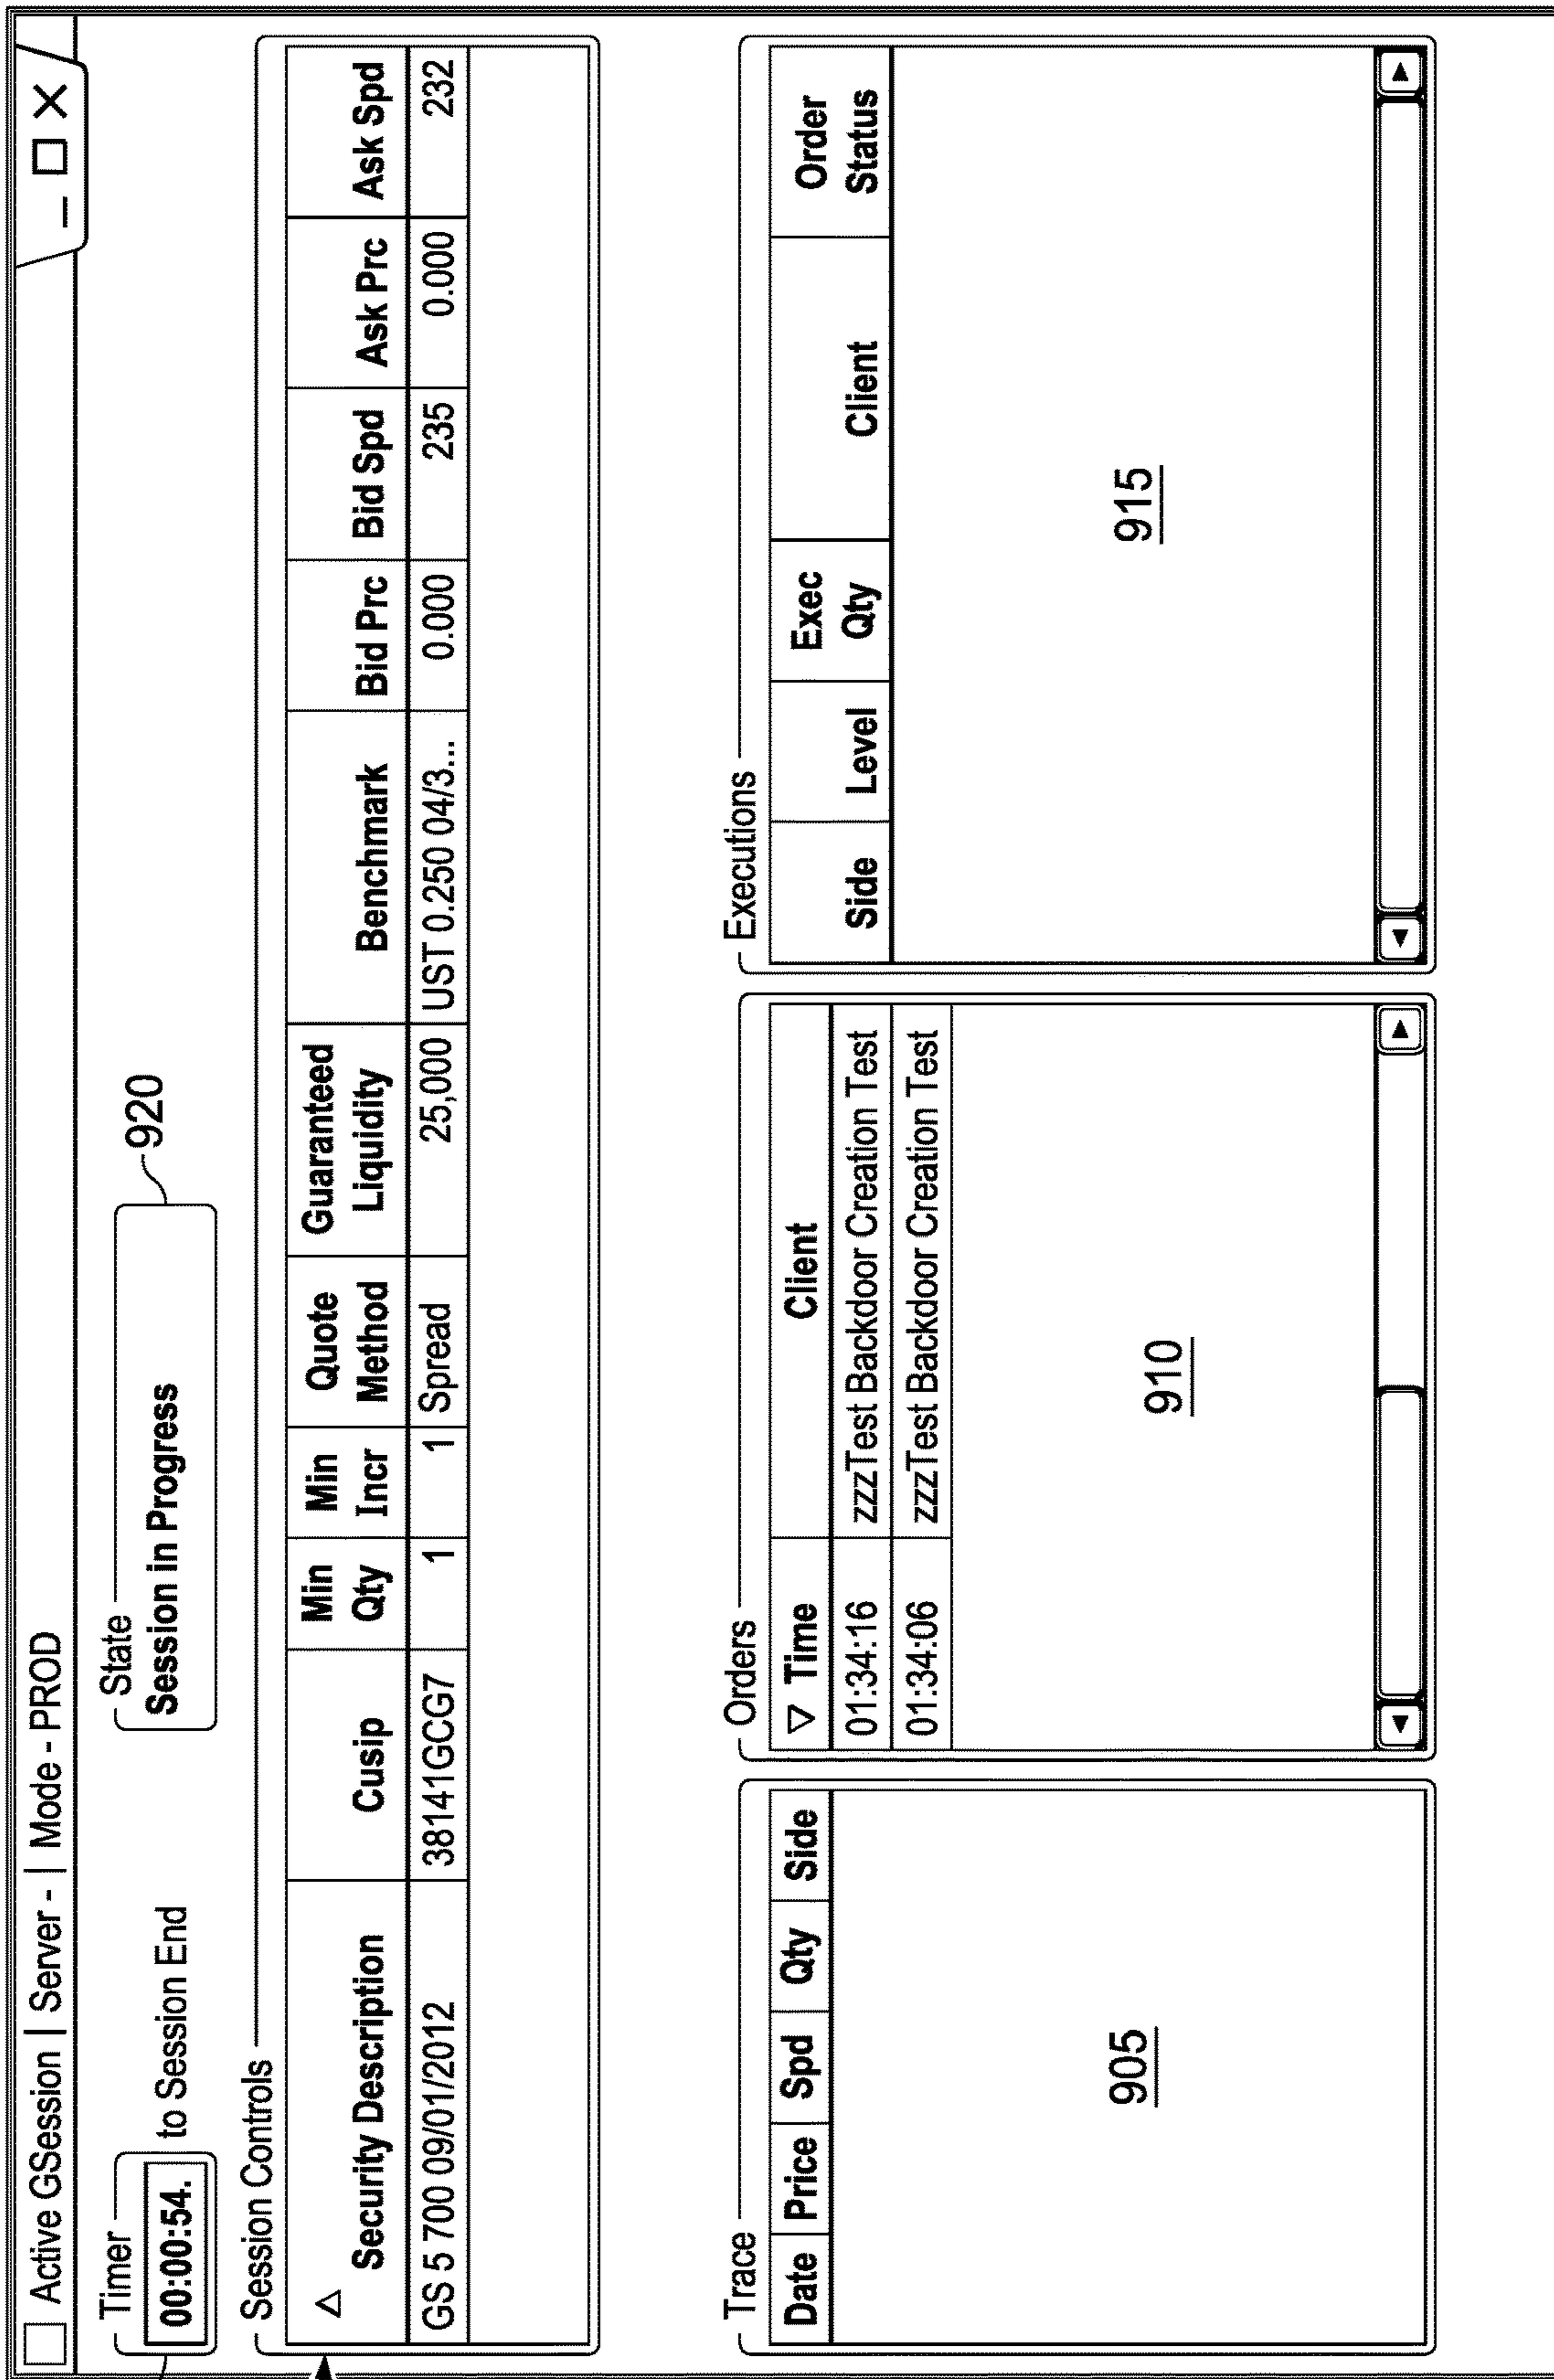 Active GSession | Server - | Mode - PROD
Timer
00:00:54.
to Session End
State
Session in Progress
920
Session Controls
△ Security Description Cusip Min Qty Min Incr Quote Method Guaranteed Liquidity Benchmark Bid Prc Bid Spd Ask Prc Ask Spd
GS 5 700 09/01/2012 38141GCG7 1 1 Spread 25,000 UST 0.250 04/3... 0.000 235 0.000 232
Trace
Date Price Spd Qty Side
905
Orders
▽ Time Client
01:34:16 zzzTest Backdoor Creation Test
01:34:06 zzzTest Backdoor Creation Test
910
Executions
Side Level Exec Qty Client Order Status
915